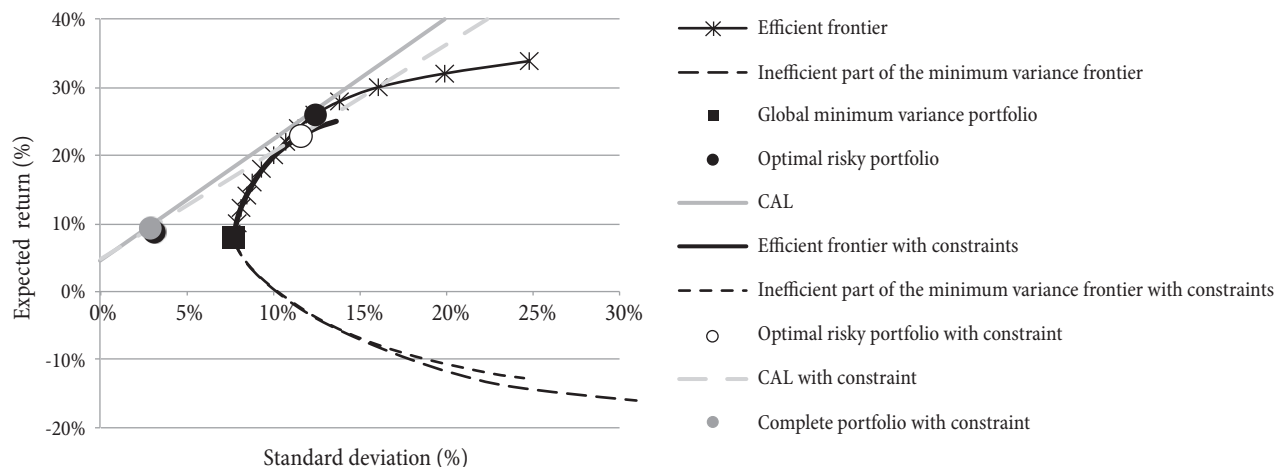 40%
30%
20%
10%
0%
-10%
-20%
0%
5%
10%
15%
20%
25%
30%
Expected return (%)
Standard deviation (%)
Efficient frontier
Inefficient part of the minimum variance frontier
Global minimum variance portfolio
Optimal risky portfolio
CAL
Efficient frontier with constraints
Inefficient part of the minimum variance frontier with constraints
Optimal risky portfolio with constraint
CAL with constraint
Complete portfolio with constraint